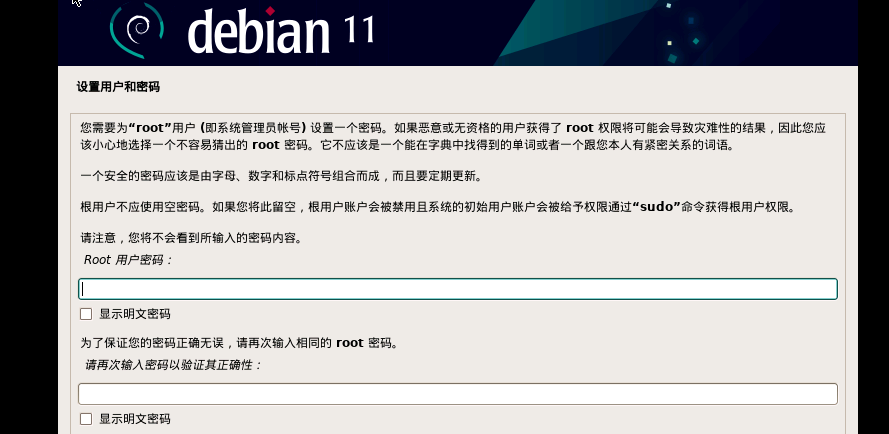 debian 11
设置用户和密码
您需要为“root”用户 (即系统管理员帐号) 设置一个密码。如果恶意或无资格的用户获得了 root 权限将可能会导致灾难性的结果，因此您应
该小心地选择一个不容易猜出的 root 密码。它不应该是一个能在字典中找得到的单词或者一个跟您本人有紧密关系的词语。
一个安全的密码应该是由字母、数字和标点符号组合而成，而且要定期更新。
根用户不应使用空密码。如果您将此留空，根用户账户会被禁用且系统的初始用户账户会被给予权限通过“sudo”命令获得根用户权限。
请注意，您将不会看到所输入的密码内容。
Root 用户密码：
显示明文密码
为了保证您的密码正确无误，请再次输入相同的 root 密码。
请再次输入密码以验证其正确性：
显示明文密码